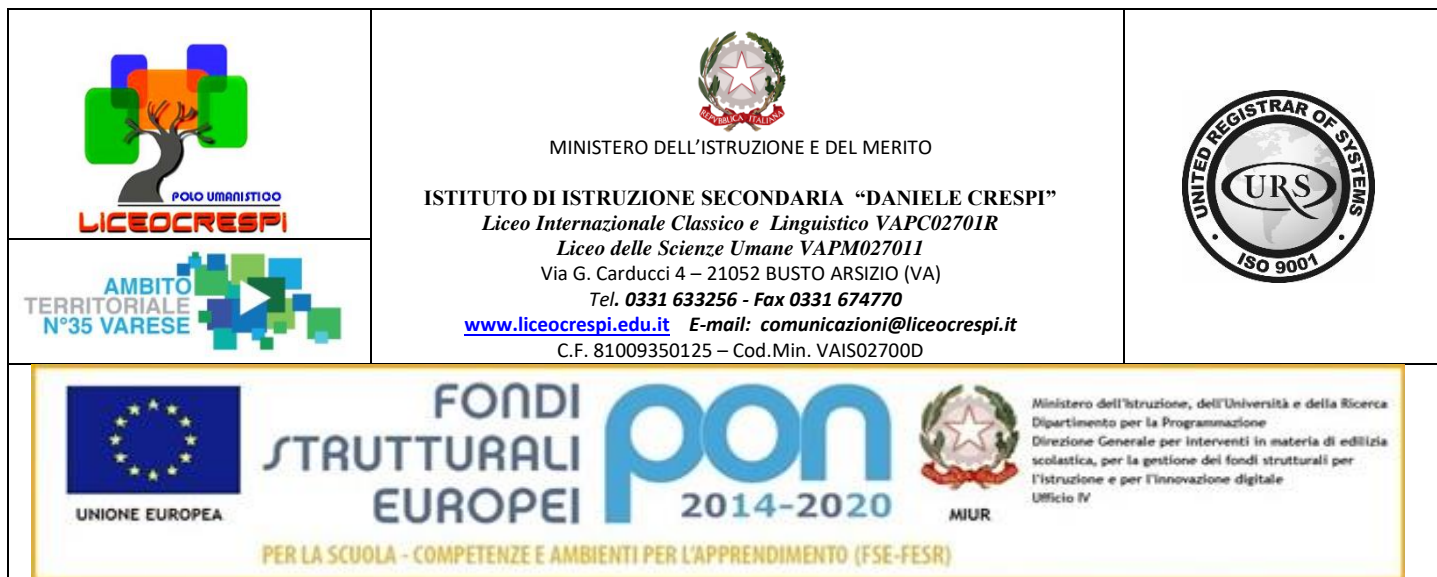 POLO UMANISTICO
LICEOCRESPI
AMBITO
TERRITORIALE
N°35 VARESE
REPVBBLICA ITALIANA
MINISTERO DELL'ISTRUZIONE E DEL MERITO
ISTITUTO DI ISTRUZIONE SECONDARIA “DANIELE CRESPI”
Liceo Internazionale Classico e Linguistico VAPC02701R
Liceo delle Scienze Umane VAPM027011
Via G. Carducci 4 – 21052 BUSTO ARSIZIO (VA)
Tel. 0331 633256 - Fax 0331 674770
www.liceocrespi.edu.it E-mail: comunicazioni@liceocrespi.it
C.F. 81009350125 – Cod.Min. VAIS02700D
UNITED REGISTRAR OF SYSTEMS
URS
ISO 9001
UNIONE EUROPEA
FONDI
STRUTTURALI
EUROPEI
pon
2014-2020
MIUR
Ministero dell'Istruzione, dell'Università e della Ricerca
Dipartimento per la Programmazione
Direzione Generale per interventi in materia di edilizia
scolastica, per la gestione dei fondi strutturali per
l'istruzione e per l'innovazione digitale
Ufficio IV
PER LA SCUOLA - COMPETENZE E AMBIENTI PER L'APPRENDIMENTO (FSE-FESR)